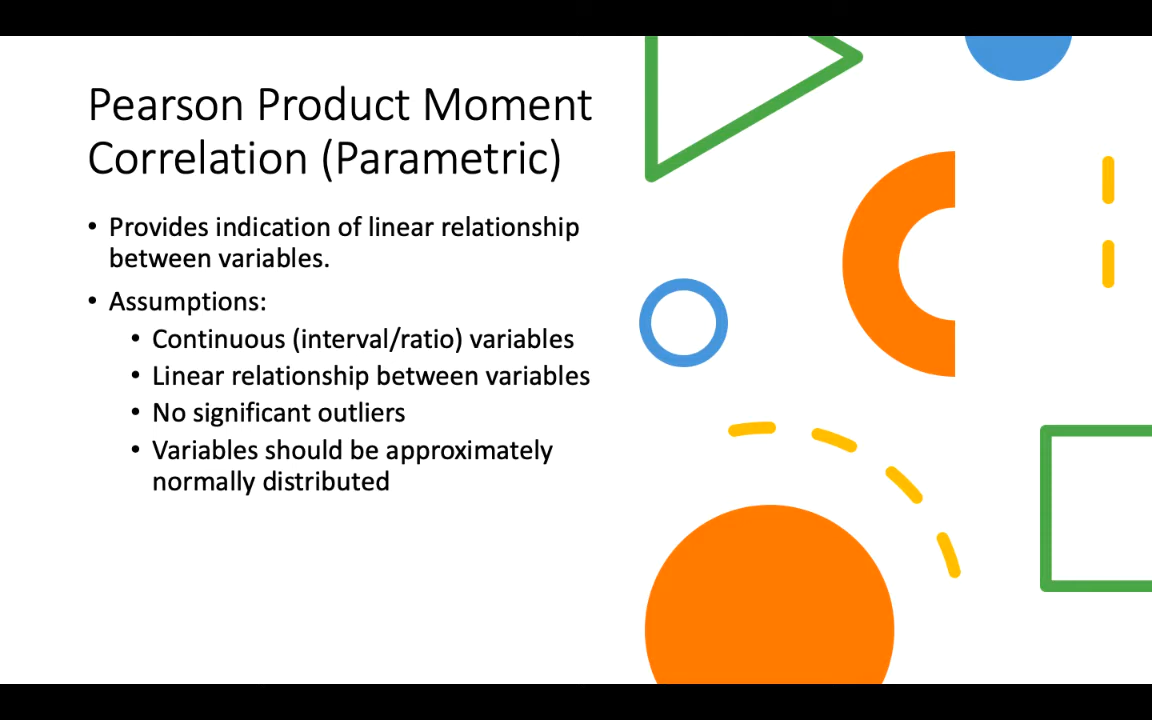 Pearson Product Moment
Correlation (Parametric)
• Provides indication of linear relationship
between variables.
• Assumptions:
• Continuous (interval/ratio) variables
• Linear relationship between variables
• No significant outliers
• Variables should be approximately
normally distributed